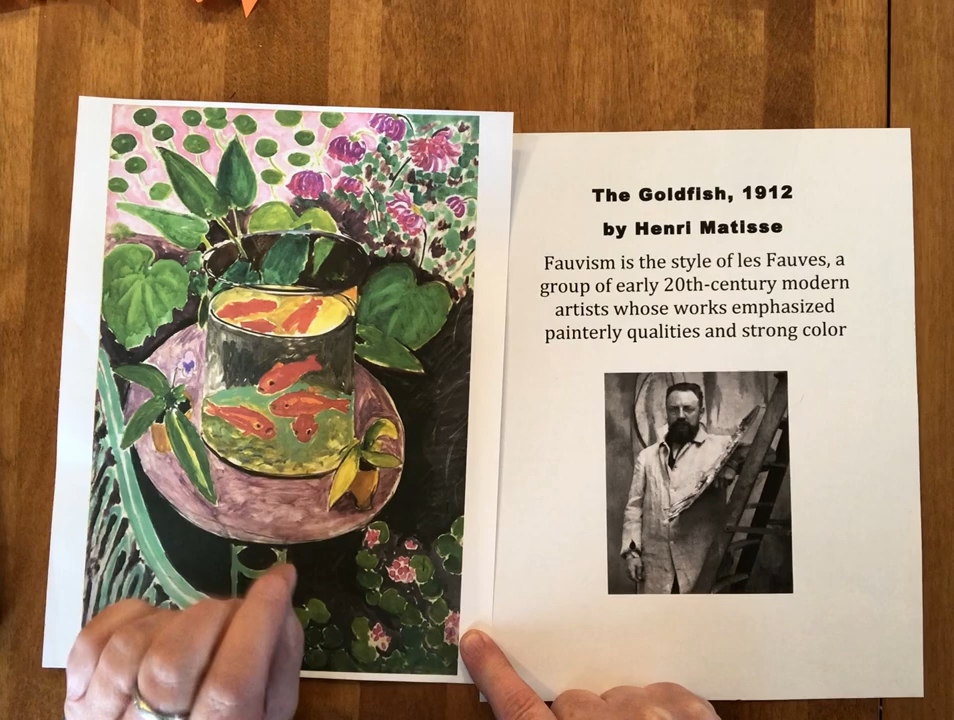 The Goldfish, 1912
by Henri Matisse
Fauvism is the style of les Fauves, a
group of early 20th-century modern
artists whose works emphasized
painterly qualities and strong color